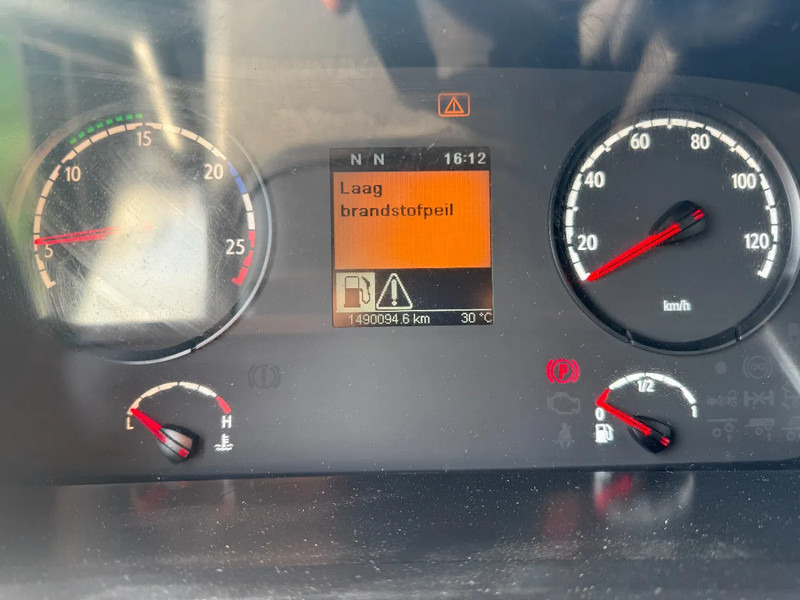 N N 16:12
Laag
brandstofpeil
1490094.6 km 30 °C
5 10 15 20 25
20 40 60 80 100 120
km/h
L H
P
0 1/2 1